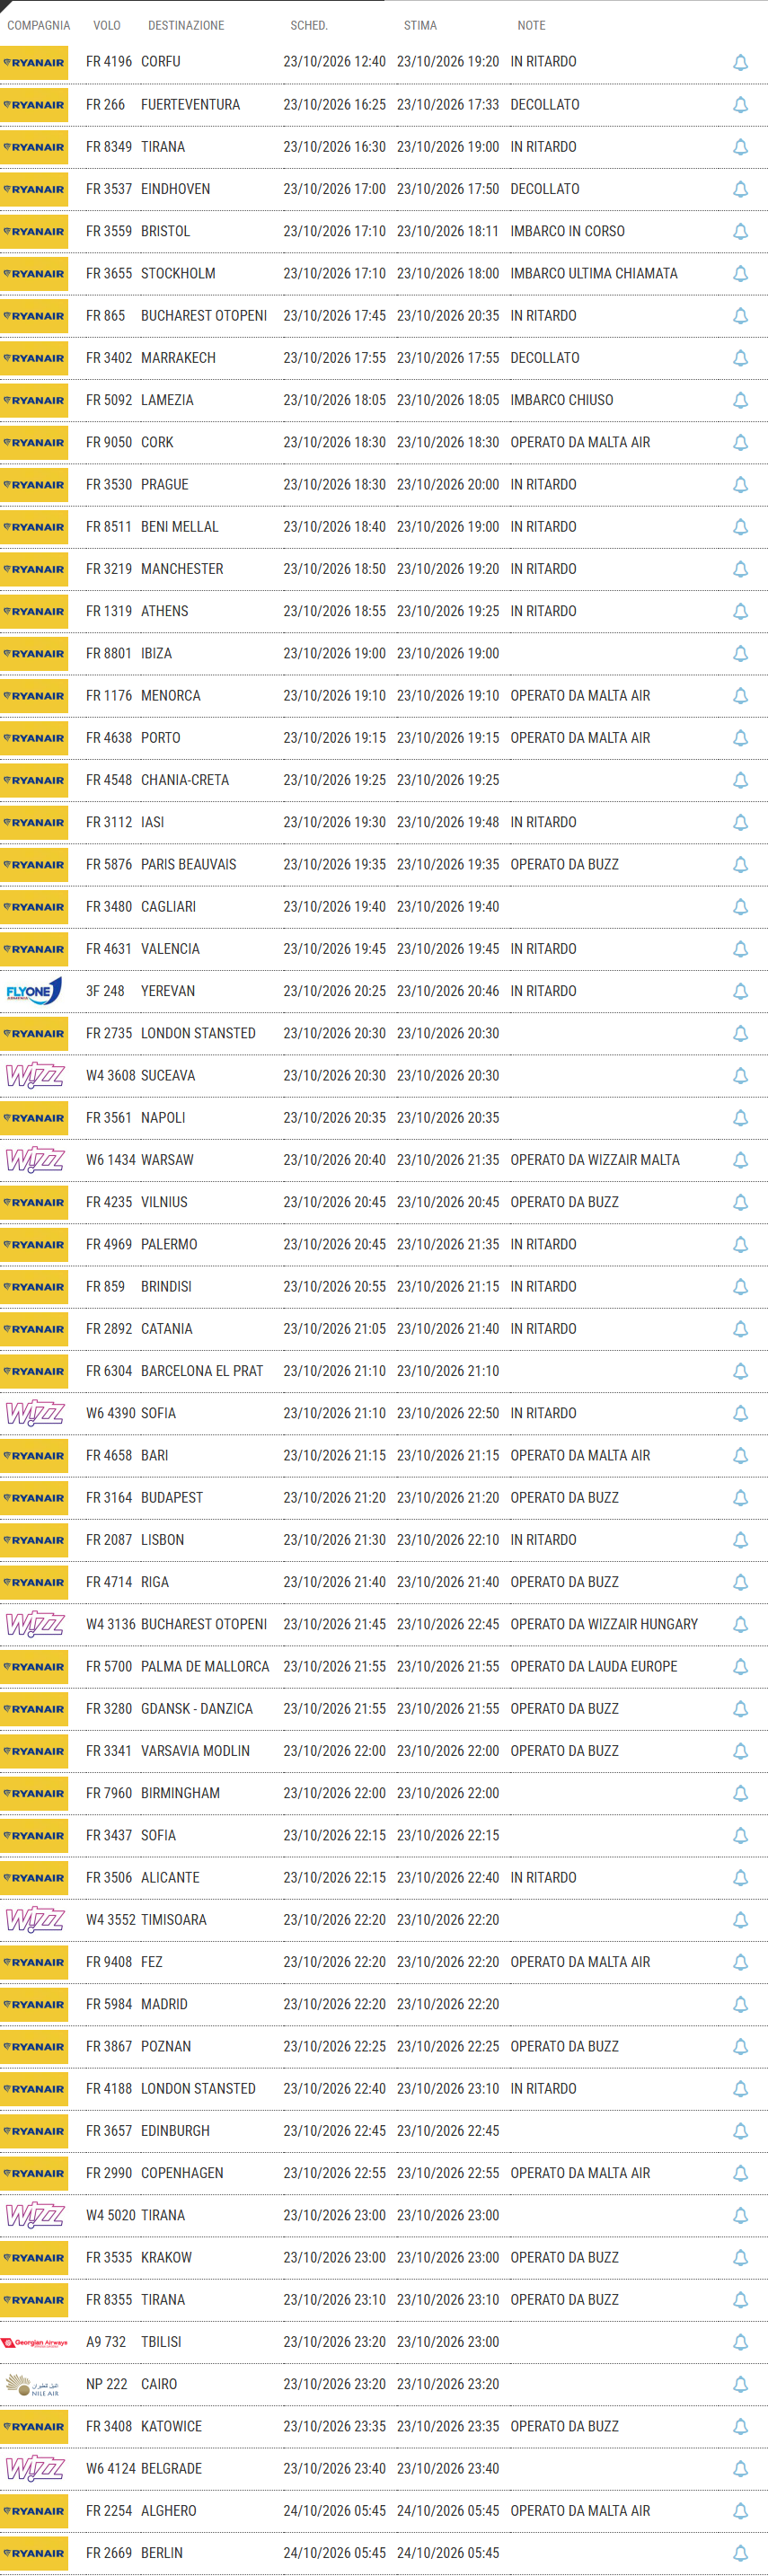 COMPAGNIA VOLO DESTINAZIONE SCHED. STIMA NOTE
RYANAIR FR 4196 CORFU 23/10/2026 12:40 23/10/2026 19:20 IN RITARDO
RYANAIR FR 266 FUERTEVENTURA 23/10/2026 16:25 23/10/2026 17:33 DECOLLATO
RYANAIR FR 8349 TIRANA 23/10/2026 16:30 23/10/2026 19:00 IN RITARDO
RYANAIR FR 3537 EINDHOVEN 23/10/2026 17:00 23/10/2026 17:50 DECOLLATO
RYANAIR FR 3559 BRISTOL 23/10/2026 17:10 23/10/2026 18:11 IMBARCO IN CORSO
RYANAIR FR 3655 STOCKHOLM 23/10/2026 17:10 23/10/2026 18:00 IMBARCO ULTIMA CHIAMATA
RYANAIR FR 865 BUCHAREST OTOPENI 23/10/2026 17:45 23/10/2026 20:35 IN RITARDO
RYANAIR FR 3402 MARRAKECH 23/10/2026 17:55 23/10/2026 17:55 DECOLLATO
RYANAIR FR 5092 LAMEZIA 23/10/2026 18:05 23/10/2026 18:05 IMBARCO CHIUSO
RYANAIR FR 9050 CORK 23/10/2026 18:30 23/10/2026 18:30 OPERATO DA MALTA AIR
RYANAIR FR 3530 PRAGUE 23/10/2026 18:30 23/10/2026 20:00 IN RITARDO
RYANAIR FR 8511 BENI MELLAL 23/10/2026 18:40 23/10/2026 19:00 IN RITARDO
RYANAIR FR 3219 MANCHESTER 23/10/2026 18:50 23/10/2026 19:20 IN RITARDO
RYANAIR FR 1319 ATHENS 23/10/2026 18:55 23/10/2026 19:25 IN RITARDO
RYANAIR FR 8801 IBIZA 23/10/2026 19:00 23/10/2026 19:00
RYANAIR FR 1176 MENORCA 23/10/2026 19:10 23/10/2026 19:10 OPERATO DA MALTA AIR
RYANAIR FR 4638 PORTO 23/10/2026 19:15 23/10/2026 19:15 OPERATO DA MALTA AIR
RYANAIR FR 4548 CHANIA-CRETA 23/10/2026 19:25 23/10/2026 19:25
RYANAIR FR 3112 IASI 23/10/2026 19:30 23/10/2026 19:48 IN RITARDO
RYANAIR FR 5876 PARIS BEAUVAIS 23/10/2026 19:35 23/10/2026 19:35 OPERATO DA BUZZ
RYANAIR FR 3480 CAGLIARI 23/10/2026 19:40 23/10/2026 19:40
RYANAIR FR 4631 VALENCIA 23/10/2026 19:45 23/10/2026 19:45 IN RITARDO
FLYONE 3F 248 YEREVAN 23/10/2026 20:25 23/10/2026 20:46 IN RITARDO
RYANAIR FR 2735 LONDON STANSTED 23/10/2026 20:30 23/10/2026 20:30
WIZZ W4 3608 SUCEAVA 23/10/2026 20:30 23/10/2026 20:30
RYANAIR FR 3561 NAPOLI 23/10/2026 20:35 23/10/2026 20:35
WIZZ W6 1434 WARSAW 23/10/2026 20:40 23/10/2026 21:35 OPERATO DA WIZZAIR MALTA
RYANAIR FR 4235 VILNIUS 23/10/2026 20:45 23/10/2026 20:45 OPERATO DA BUZZ
RYANAIR FR 4969 PALERMO 23/10/2026 20:45 23/10/2026 21:35 IN RITARDO
RYANAIR FR 859 BRINDISI 23/10/2026 20:55 23/10/2026 21:15 IN RITARDO
RYANAIR FR 2892 CATANIA 23/10/2026 21:05 23/10/2026 21:40 IN RITARDO
RYANAIR FR 6304 BARCELONA EL PRAT 23/10/2026 21:10 23/10/2026 21:10
WIZZ W6 4390 SOFIA 23/10/2026 21:10 23/10/2026 22:50 IN RITARDO
RYANAIR FR 4658 BARI 23/10/2026 21:15 23/10/2026 21:15 OPERATO DA MALTA AIR
RYANAIR FR 3164 BUDAPEST 23/10/2026 21:20 23/10/2026 21:20 OPERATO DA BUZZ
RYANAIR FR 2087 LISBON 23/10/2026 21:30 23/10/2026 22:10 IN RITARDO
RYANAIR FR 4714 RIGA 23/10/2026 21:40 23/10/2026 21:40 OPERATO DA BUZZ
WIZZ W4 3136 BUCHAREST OTOPENI 23/10/2026 21:45 23/10/2026 22:45 OPERATO DA WIZZAIR HUNGARY
RYANAIR FR 5700 PALMA DE MALLORCA 23/10/2026 21:55 23/10/2026 21:55 OPERATO DA LAUDA EUROPE
RYANAIR FR 3280 GDANSK - DANZICA 23/10/2026 21:55 23/10/2026 21:55 OPERATO DA BUZZ
RYANAIR FR 3341 VARSAVIA MODLIN 23/10/2026 22:00 23/10/2026 22:00 OPERATO DA BUZZ
RYANAIR FR 7960 BIRMINGHAM 23/10/2026 22:00 23/10/2026 22:00
RYANAIR FR 3437 SOFIA 23/10/2026 22:15 23/10/2026 22:15
RYANAIR FR 3506 ALICANTE 23/10/2026 22:15 23/10/2026 22:40 IN RITARDO
WIZZ W4 3552 TIMISOARA 23/10/2026 22:20 23/10/2026 22:20
RYANAIR FR 9408 FEZ 23/10/2026 22:20 23/10/2026 22:20 OPERATO DA MALTA AIR
RYANAIR FR 5984 MADRID 23/10/2026 22:20 23/10/2026 22:20
RYANAIR FR 3867 POZNAN 23/10/2026 22:25 23/10/2026 22:25 OPERATO DA BUZZ
RYANAIR FR 4188 LONDON STANSTED 23/10/2026 22:40 23/10/2026 23:10 IN RITARDO
RYANAIR FR 3657 EDINBURGH 23/10/2026 22:45 23/10/2026 22:45
RYANAIR FR 2990 COPENHAGEN 23/10/2026 22:55 23/10/2026 22:55 OPERATO DA MALTA AIR
WIZZ W4 5020 TIRANA 23/10/2026 23:00 23/10/2026 23:00
RYANAIR FR 3535 KRAKOW 23/10/2026 23:00 23/10/2026 23:00 OPERATO DA BUZZ
RYANAIR FR 8355 TIRANA 23/10/2026 23:10 23/10/2026 23:10 OPERATO DA BUZZ
Georgian Airways A9 732 TBILISI 23/10/2026 23:20 23/10/2026 23:00
NILE AIR NP 222 CAIRO 23/10/2026 23:20 23/10/2026 23:20
RYANAIR FR 3408 KATOWICE 23/10/2026 23:35 23/10/2026 23:35 OPERATO DA BUZZ
WIZZ W6 4124 BELGRADE 23/10/2026 23:40 23/10/2026 23:40
RYANAIR FR 2254 ALGHERO 24/10/2026 05:45 24/10/2026 05:45 OPERATO DA MALTA AIR
RYANAIR FR 2669 BERLIN 24/10/2026 05:45 24/10/2026 05:45